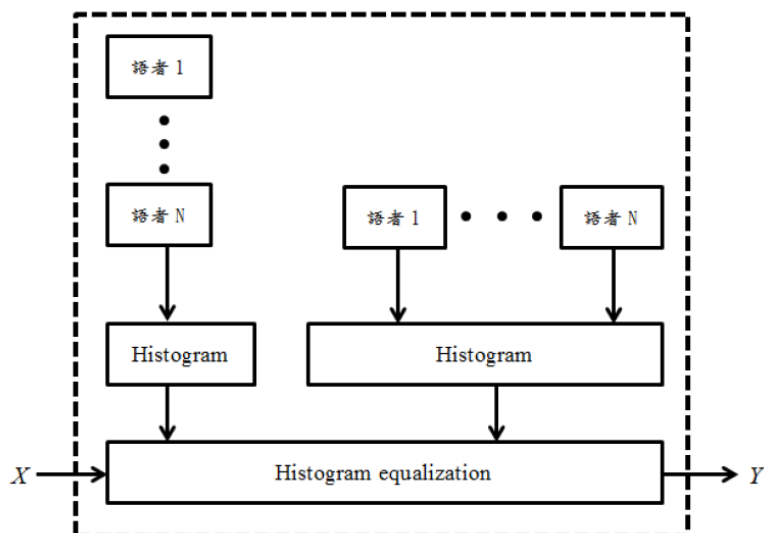 語者 1
語者 N
語者 1
語者 N
Histogram
Histogram
X
Histogram equalization
Y